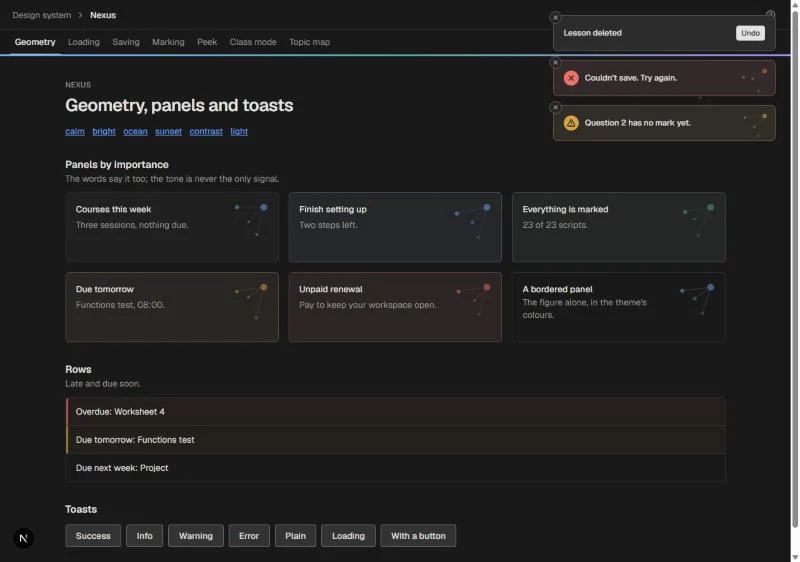 Design system > Nexus
Geometry Loading Saving Marking Peek Class mode Topic map
Lesson deleted Undo
Couldn't save. Try again.
Question 2 has no mark yet.
NEXUS
Geometry, panels and toasts
calm bright ocean sunset contrast light
Panels by importance
The words say it too; the tone is never the only signal.
Courses this week
Three sessions, nothing due.
Finish setting up
Two steps left.
Everything is marked
23 of 23 scripts.
Due tomorrow
Functions test, 08:00.
Unpaid renewal
Pay to keep your workspace open.
A bordered panel
The figure alone, in the theme's
colours.
Rows
Late and due soon.
Overdue: Worksheet 4
Due tomorrow: Functions test
Due next week: Project
Toasts
Success Info Warning Error Plain Loading With a button
N